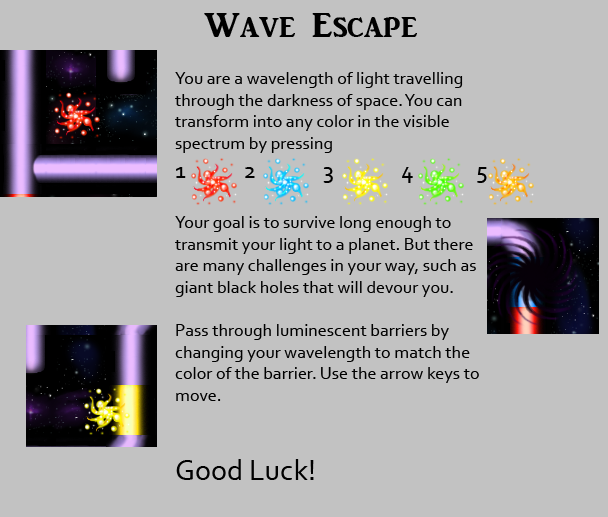 Wave Escape
You are a wavelength of light travelling
through the darkness of space. You can
transform into any color in the visible
spectrum by pressing
1 2 3 4 5
Your goal is to survive long enough to
transmit your light to a planet. But there
are many challenges in your way, such as
giant black holes that will devour you.
Pass through luminescent barriers by
changing your wavelength to match the
color of the barrier. Use the arrow keys to
move.
Good Luck!